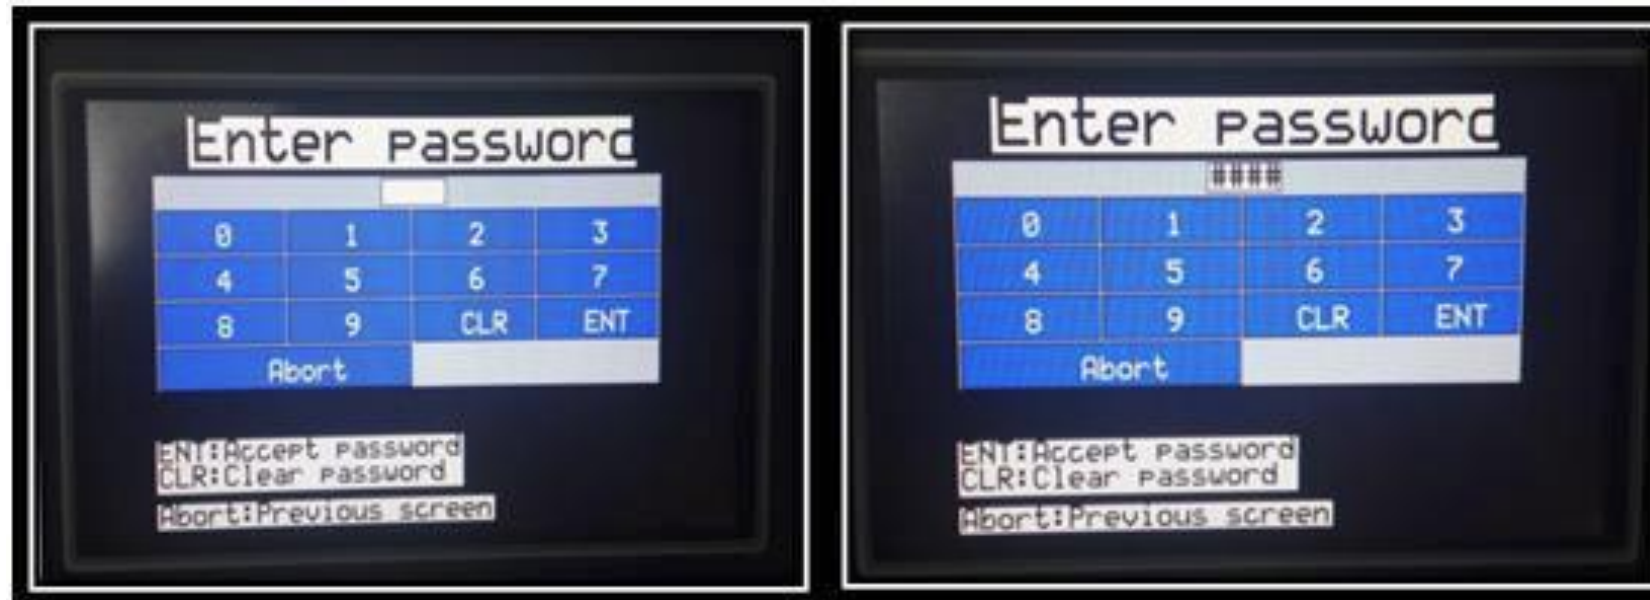 Enter password
0 1 2 3
4 5 6 7
8 9 CLR ENT
Abort
ENT:Accept password
CLR:Clear password
Abort:Previous screen
Enter password
####
0 1 2 3
4 5 6 7
8 9 CLR ENT
Abort
ENT:Accept password
CLR:Clear password
Abort:Previous screen